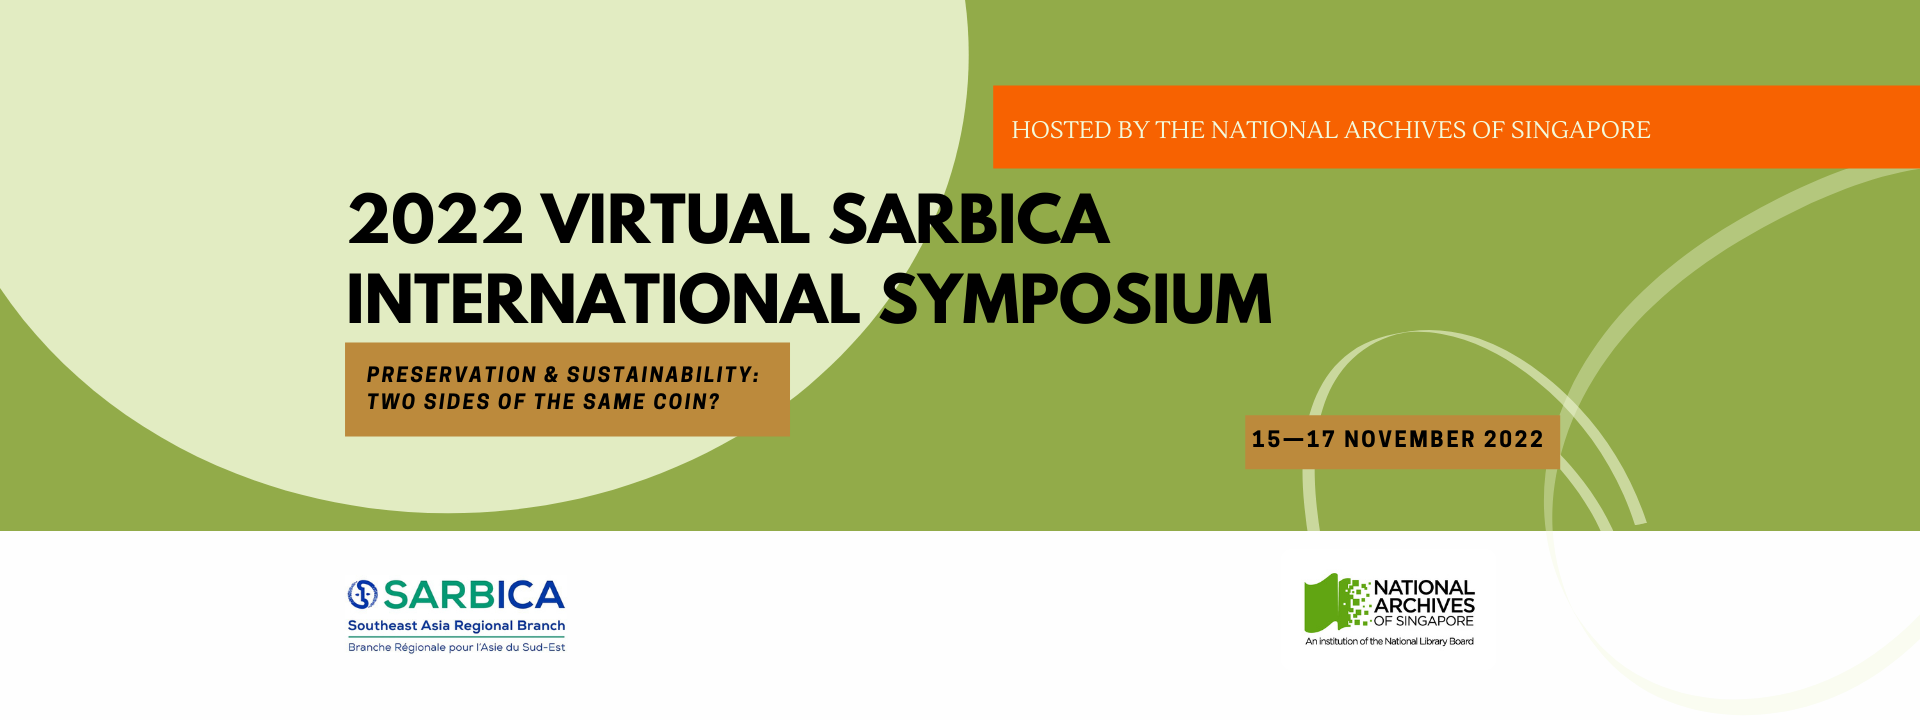 HOSTED BY THE NATIONAL ARCHIVES OF SINGAPORE
2022 VIRTUAL SARBICA
INTERNATIONAL SYMPOSIUM
PRESERVATION & SUSTAINABILITY:
TWO SIDES OF THE SAME COIN?
15—17 NOVEMBER 2022
SARBICA
Southeast Asia Regional Branch
Branche Régionale pour l'Asie du Sud-Est
NATIONAL
ARCHIVES
OF SINGAPORE
An institution of the National Library Board